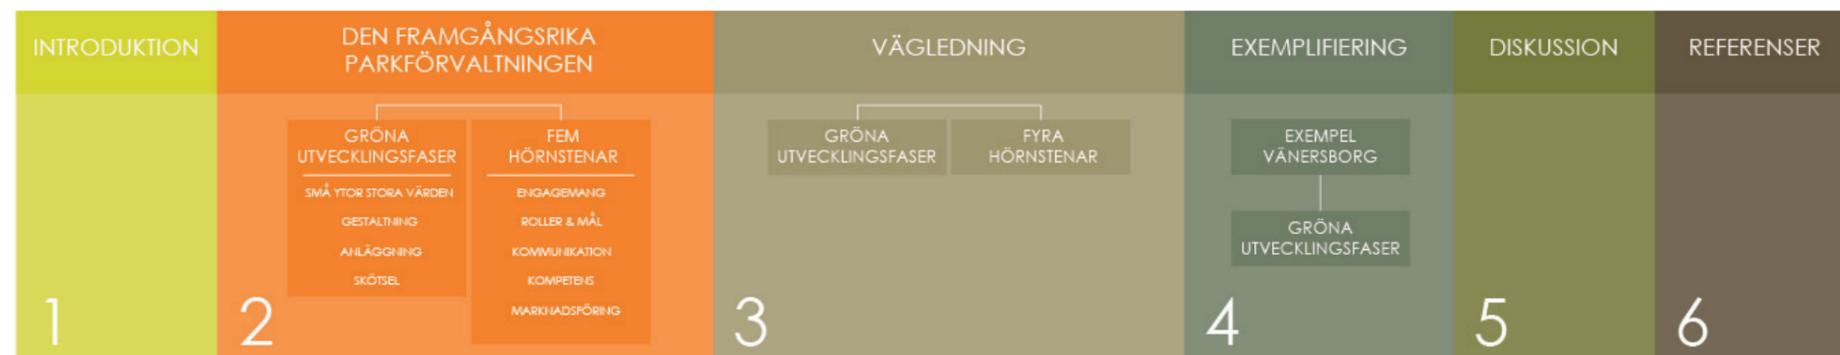 INTRODUKTION
1
DEN FRAMGÅNGSRIKA
PARKFÖRVALTNINGEN
GRÖNA
UTVECKLINGSFASER
SMÅ YTOR STORA VÄRDEN
GESTALTNING
ANLÄGGNING
SKÖTSEL
FEM
HÖRNSTENAR
ENGAGEMANG
ROLLER & MÅL
KOMMUNIKATION
KOMPETENS
MARKNADSFÖRING
2
VÄGLEDNING
GRÖNA
UTVECKLINGSFASER
FYRA
HÖRNSTENAR
3
EXEMPLIFIERING
EXEMPEL
VÄNERSBORG
GRÖNA
UTVECKLINGSFASER
4
DISKUSSION
5
REFERENSER
6